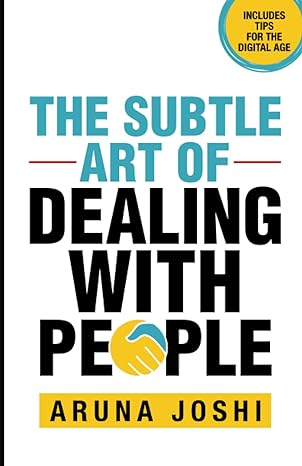 INCLUDES
TIPS
FOR THE
DIGITAL AGE
THE SUBTLE
ART OF
DEALING
WITH
PEOPLE
ARUNA JOSHI